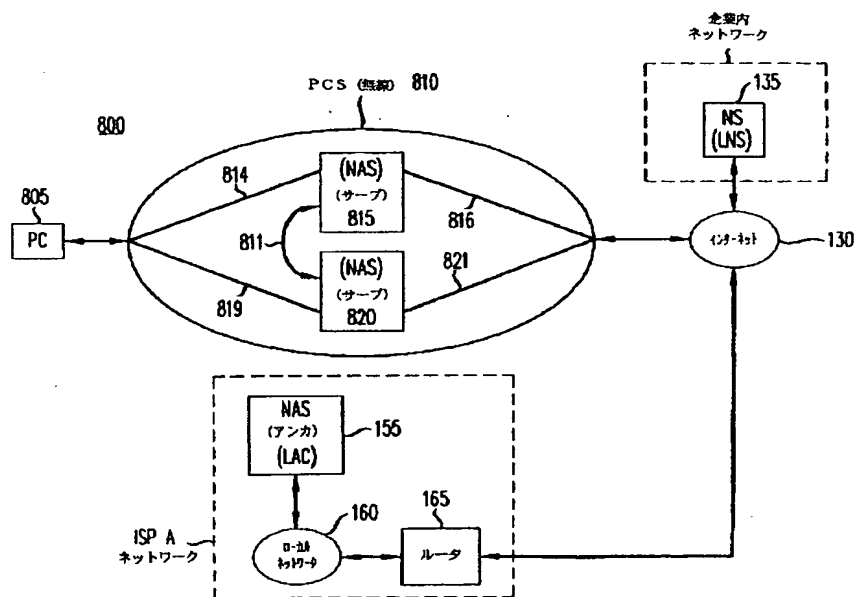 企業内
ネットワーク
PCS (無線) 810
135
800
NS
(LNS)
814
(NAS)
(サーブ)
815
816
805
PC
811
インターネット
130
(NAS)
(サーブ)
820
821
819
NAS
(アンカ)
(LAC)
155
160
165
ISP A
ネットワーク
ローカル
ネットワータ
ルータ